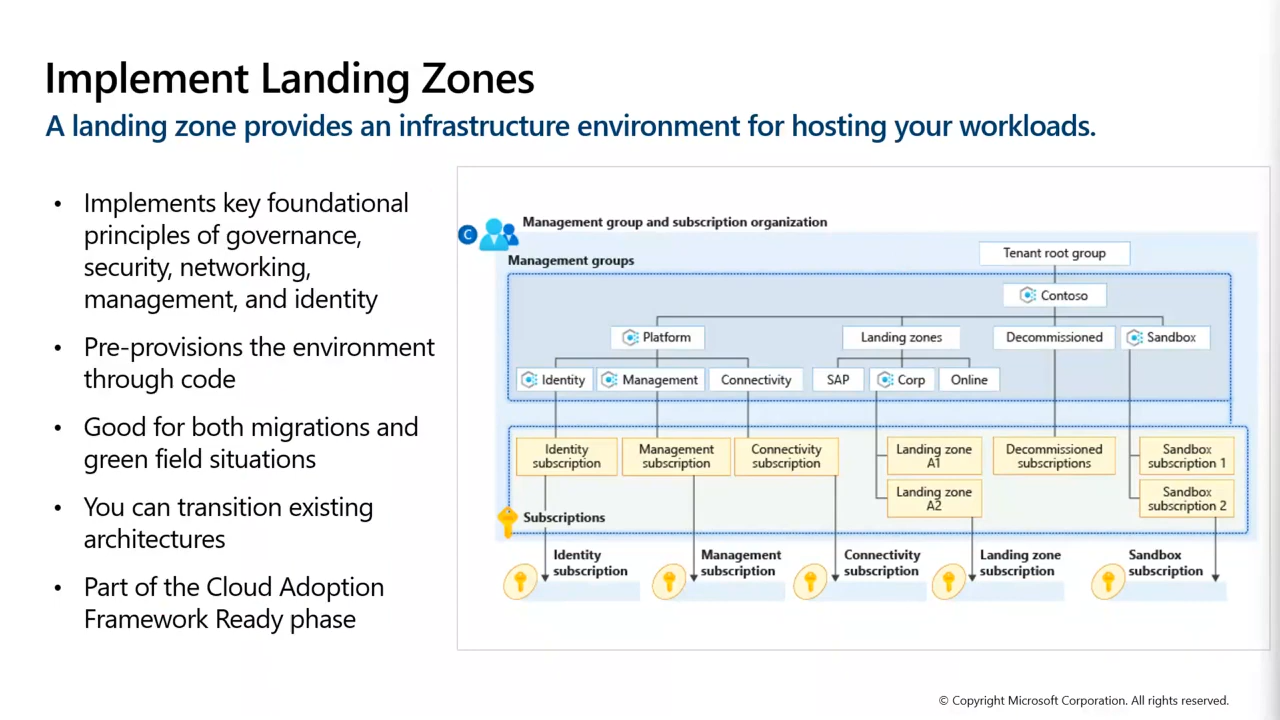 Implement Landing Zones
A landing zone provides an infrastructure environment for hosting your workloads.
• Implements key foundational
principles of governance,
security, networking,
management, and identity
• Pre-provisions the environment
through code
• Good for both migrations and
green field situations
• You can transition existing
architectures
• Part of the Cloud Adoption
Framework Ready phase
C
Management group and subscription organization
Management groups
Tenant root group
Contoso
Platform
Landing zones
Decommissioned
Sandbox
Identity
Management
Connectivity
SAP
Corp
Online
Identity
subscription
Management
subscription
Connectivity
subscription
Landing zone
A1
Landing zone
A2
Decommissioned
subscriptions
Sandbox
subscription 1
Sandbox
subscription 2
Subscriptions
Identity
subscription
Management
subscription
Connectivity
subscription
Landing zone
subscription
Sandbox
subscription
© Copyright Microsoft Corporation. All rights reserved.